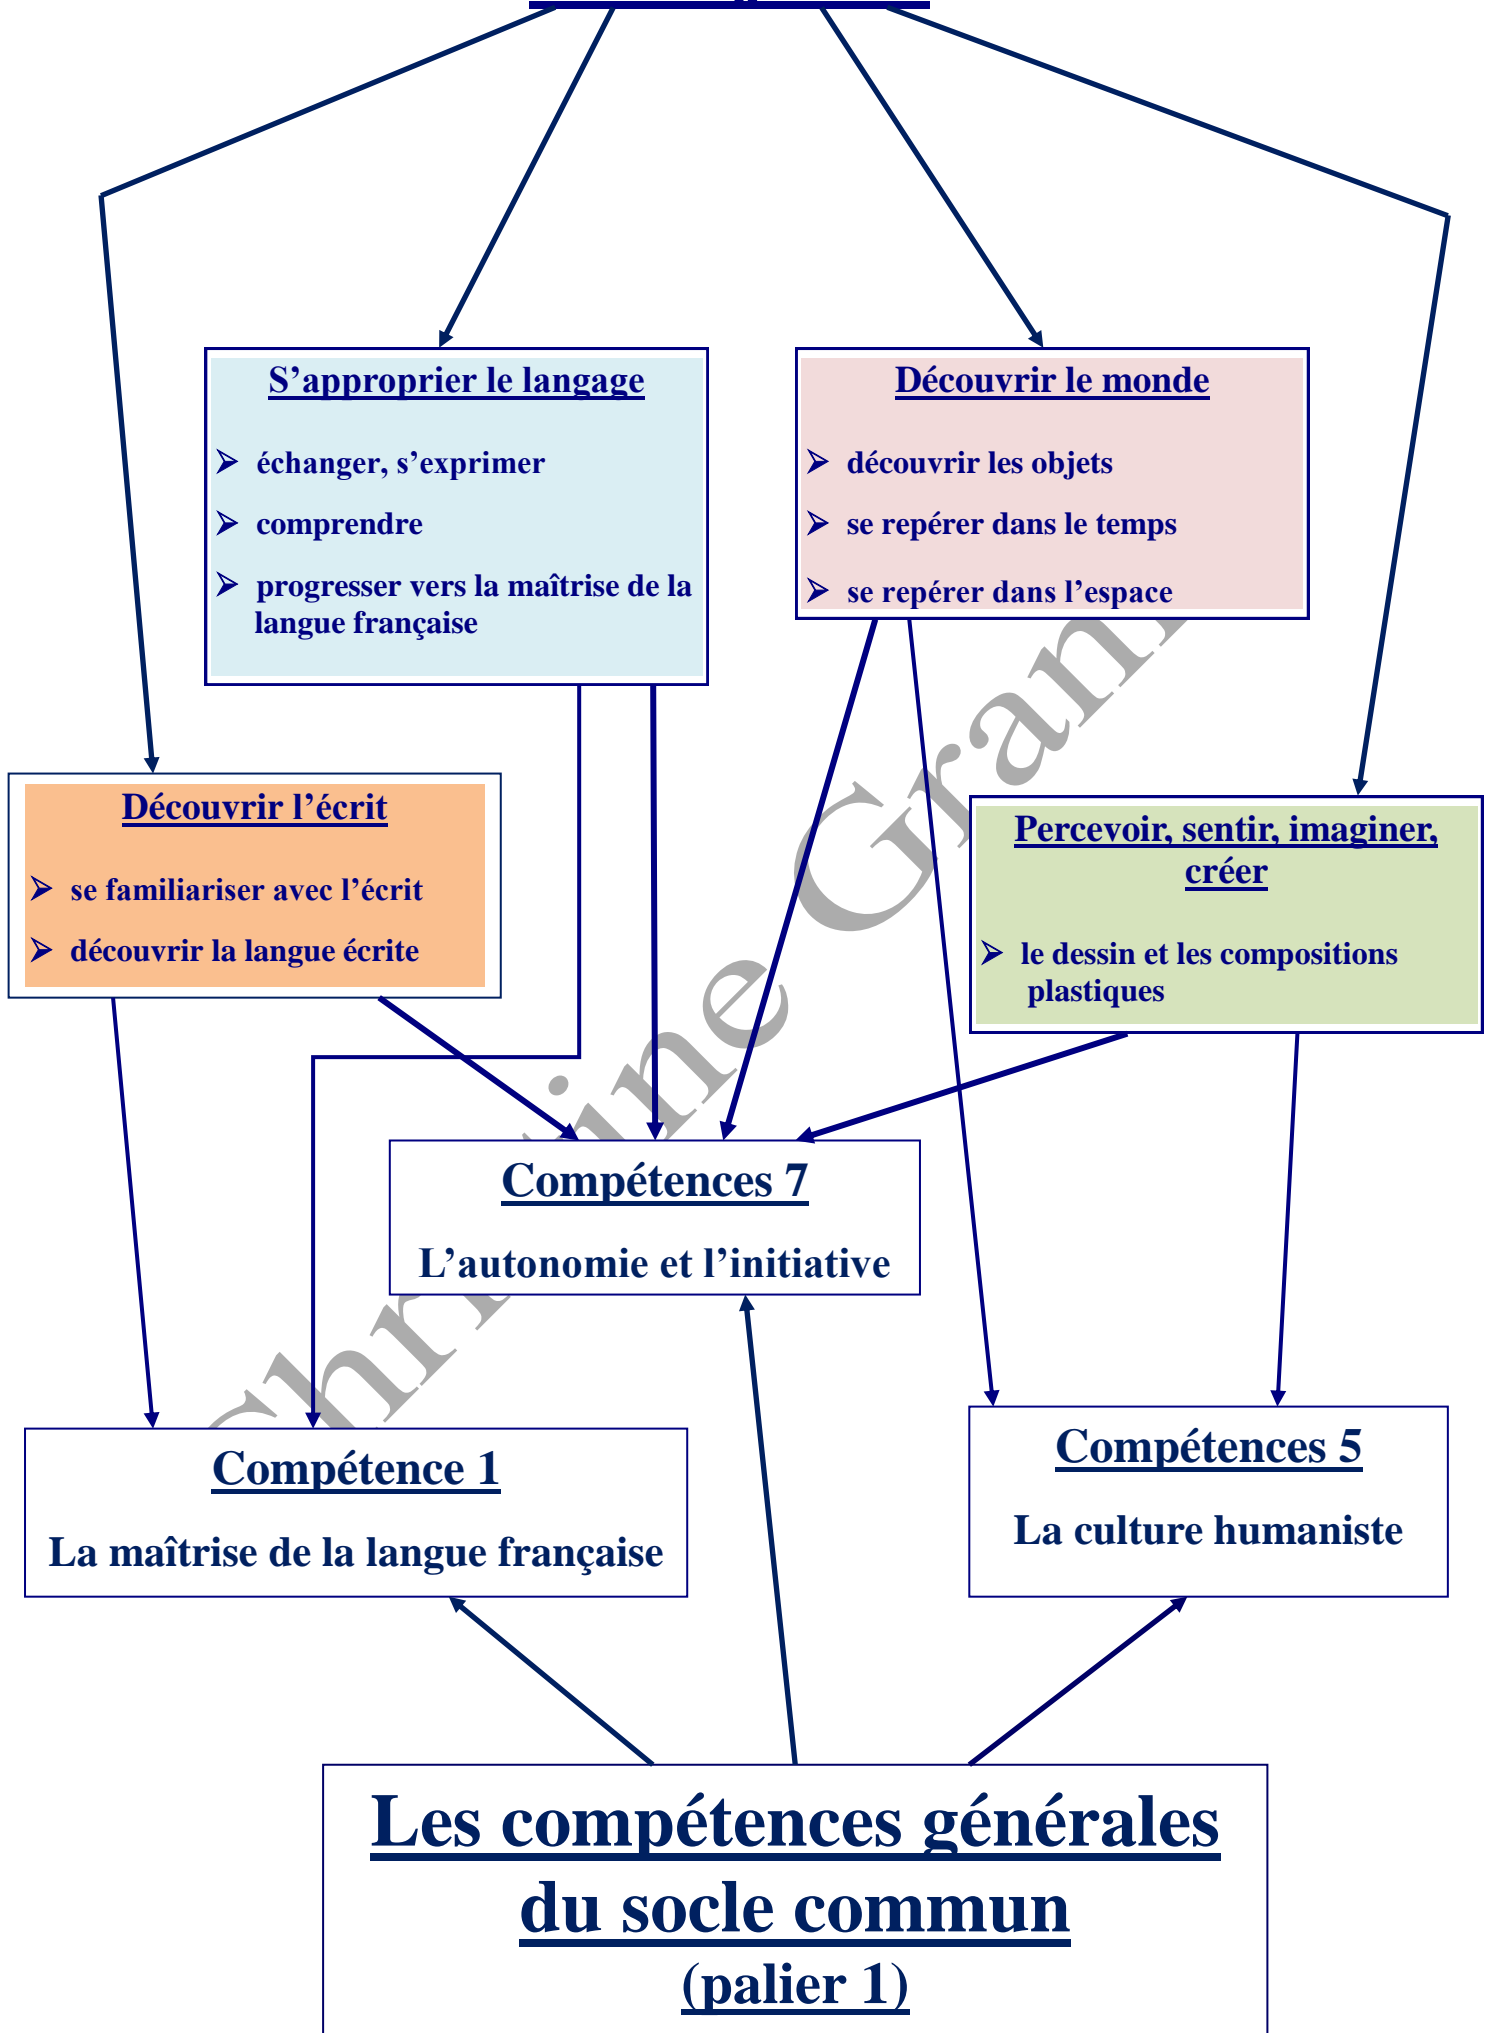 S’approprier le langage
échanger, s’exprimer
comprendre
progresser vers la maîtrise de la
langue française
Découvrir le monde
découvrir les objets
se repérer dans le temps
se repérer dans l’espace
Découvrir l’écrit
se familiariser avec l’écrit
découvrir la langue écrite
Percevoir, sentir, imaginer,
créer
le dessin et les compositions
plastiques
Compétences 7
L’autonomie et l’initiative
Compétence 1
La maîtrise de la langue française
Compétences 5
La culture humaniste
Les compétences générales
du socle commun
(palier 1)